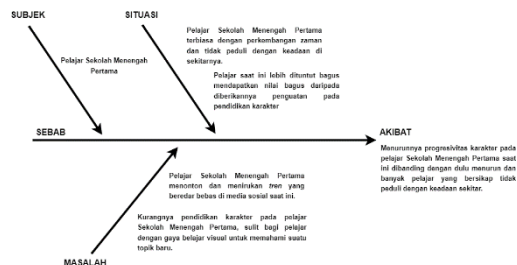 SUBJEK
SITUASI
Pelajar Sekolah Menengah Pertama
terbiasa dengan perkembangan zaman
dan tidak peduli dengan keadaan di
sekitarnya.
Pelajar Sekolah Menengah
Pertama
Pelajar saat ini lebih dituntut bagus
mendapatkan nilai bagus daripada
diberikannya penguatan pada
pendidikan karakter
SEBAB
AKIBAT
Menurunnya progresivitas karakter pada
pelajar Sekolah Menengah Pertama saat
ini dibanding dengan dulu menurun dan
banyak pelajar yang bersikap tidak
peduli dengan keadaan sekitar.
Pelajar Sekolah Menengah Pertama
menonton dan menirukan tren yang
beredar bebas di media sosial saat ini.
Kurangnya pendidikan karakter pada pelajar
Sekolah Menengah Pertama, sulit bagi pelajar
dengan gaya belajar visual untuk memahami suatu
topik baru.
MASALAH